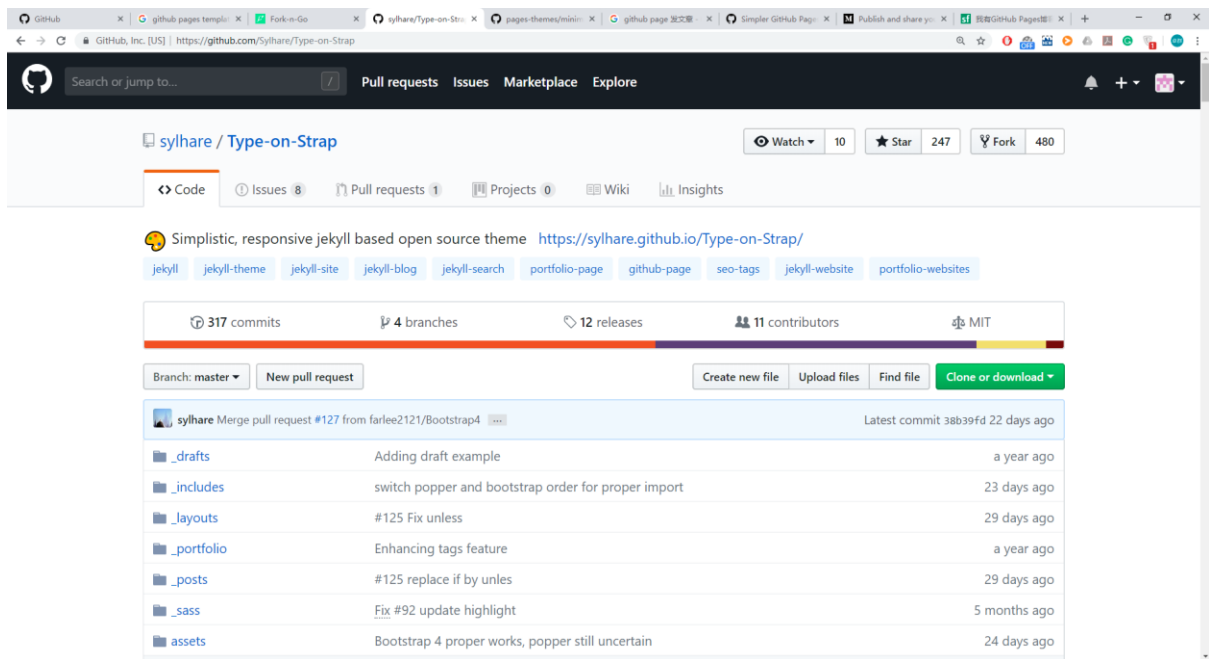 GitHub × G github pages templat × Fork-n-Go × sylhare/Type-on-Stra × pages-themes/minim × G github page 发文章 - × Simpler GitHub Page × M Publish and share yo × sf 我有GitHub Pages博 × +
GitHub, Inc. [US] | https://github.com/Sylhare/Type-on-Strap
OFF 1
Search or jump to... / Pull requests Issues Marketplace Explore
sylhare / Type-on-Strap Watch 10 Star 247 Fork 480
Code Issues 8 Pull requests 1 Projects 0 Wiki Insights
Simplistic, responsive jekyll based open source theme https://sylhare.github.io/Type-on-Strap/
jekyll jekyll-theme jekyll-site jekyll-blog jekyll-search portfolio-page github-page seo-tags jekyll-website portfolio-websites
317 commits 4 branches 12 releases 11 contributors MIT
Branch: master New pull request Create new file Upload files Find file Clone or download
sylhare Merge pull request #127 from farlee2121/Bootstrap4 ... Latest commit 38b39fd 22 days ago
_drafts Adding draft example a year ago
_includes switch popper and bootstrap order for proper import 23 days ago
_layouts #125 Fix unless 29 days ago
_portfolio Enhancing tags feature a year ago
_posts #125 replace if by unles 29 days ago
_sass Fix #92 update highlight 5 months ago
assets Bootstrap 4 proper works, popper still uncertain 24 days ago